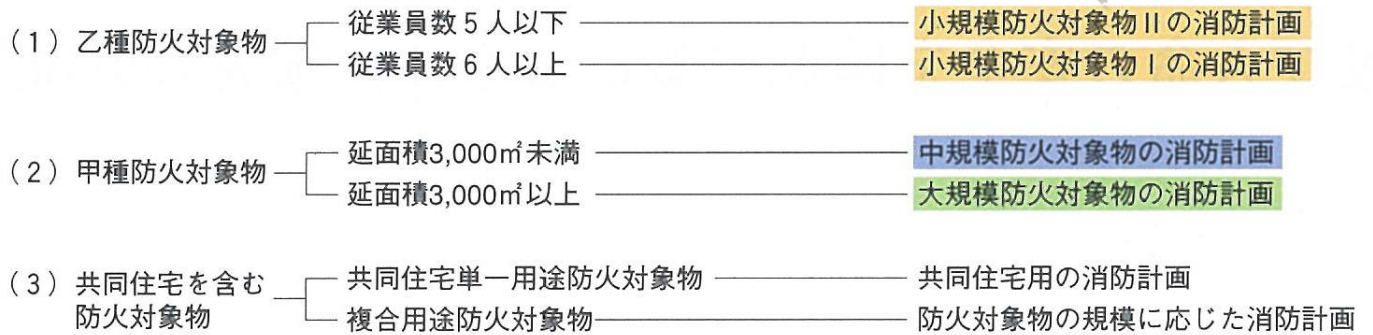 (1) 乙種防火対象物
従業員数5人以下 小規模防火対象物Ⅱの消防計画
従業員数6人以上 小規模防火対象物Ⅰの消防計画
(2) 甲種防火対象物
延面積3,000㎡未満 中規模防火対象物の消防計画
延面積3,000㎡以上 大規模防火対象物の消防計画
(3) 共同住宅を含む
防火対象物
共同住宅単一用途防火対象物 共同住宅用の消防計画
複合用途防火対象物 防火対象物の規模に応じた消防計画